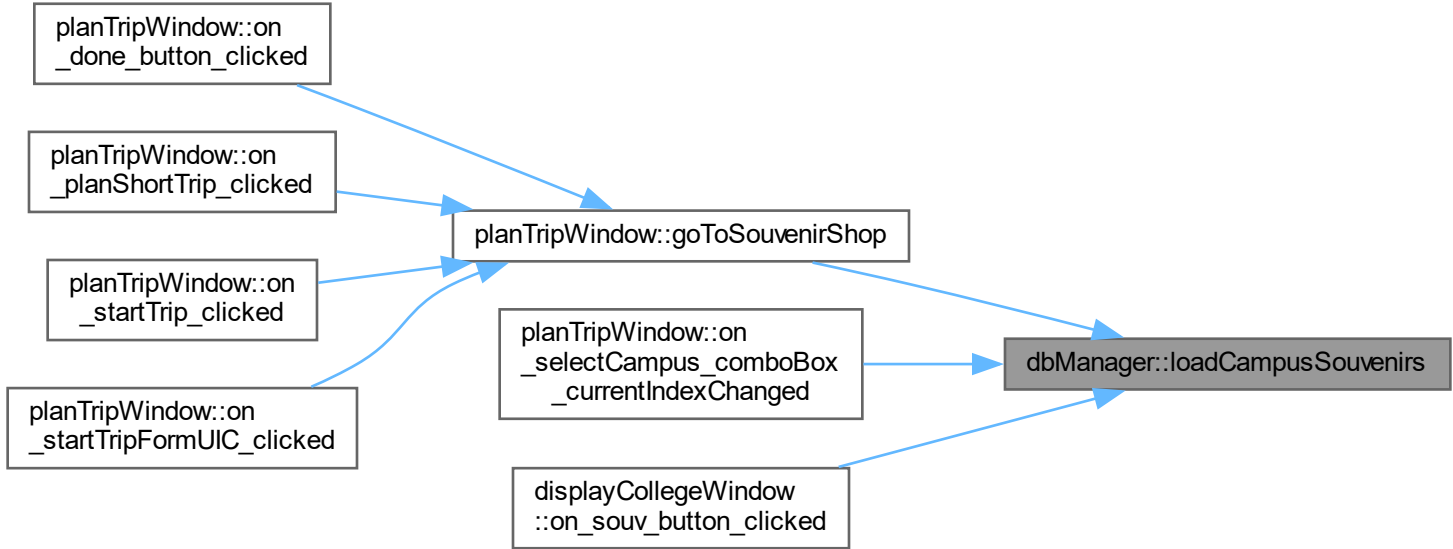 planTripWindow::on
_done_button_clicked
planTripWindow::on
_planShortTrip_clicked
planTripWindow::goToSouvenirShop
planTripWindow::on
_startTrip_clicked
planTripWindow::on
_selectCampus_comboBox
_currentIndexChanged
dbManager::loadCampusSouvenirs
planTripWindow::on
_startTripFormUIC_clicked
displayCollegeWindow
::on_souv_button_clicked